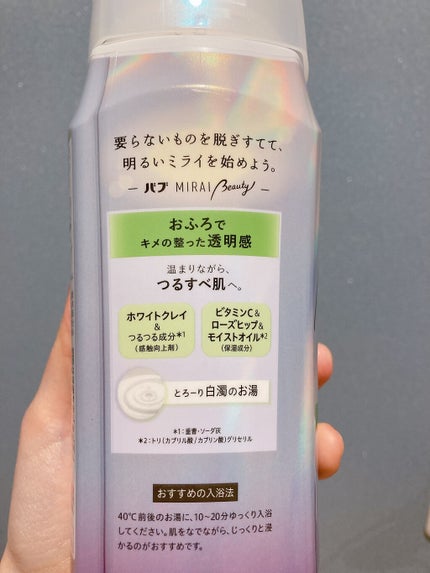 要らないものを脱ぎすてて、
明るいミライを始めよう。
バブ MIRAI Beauty
おふろで
キメの整った透明感
温まりながら、
つるすべ肌へ。
ホワイトクレイ
&
つるつる成分*1
(感触向上剤)
ビタミンC&
ローズヒップ&
モイストオイル*2
(保湿成分)
とろーり白濁のお湯
*1:重曹・ソーダ灰
*2:トリ(カプリル酸/カプリン酸)グリセリル
おすすめの入浴法
40℃前後のお湯に、10~20分ゆっくり入浴
してください。肌をなでながら、じっくりと浸
かるのがおすすめです。